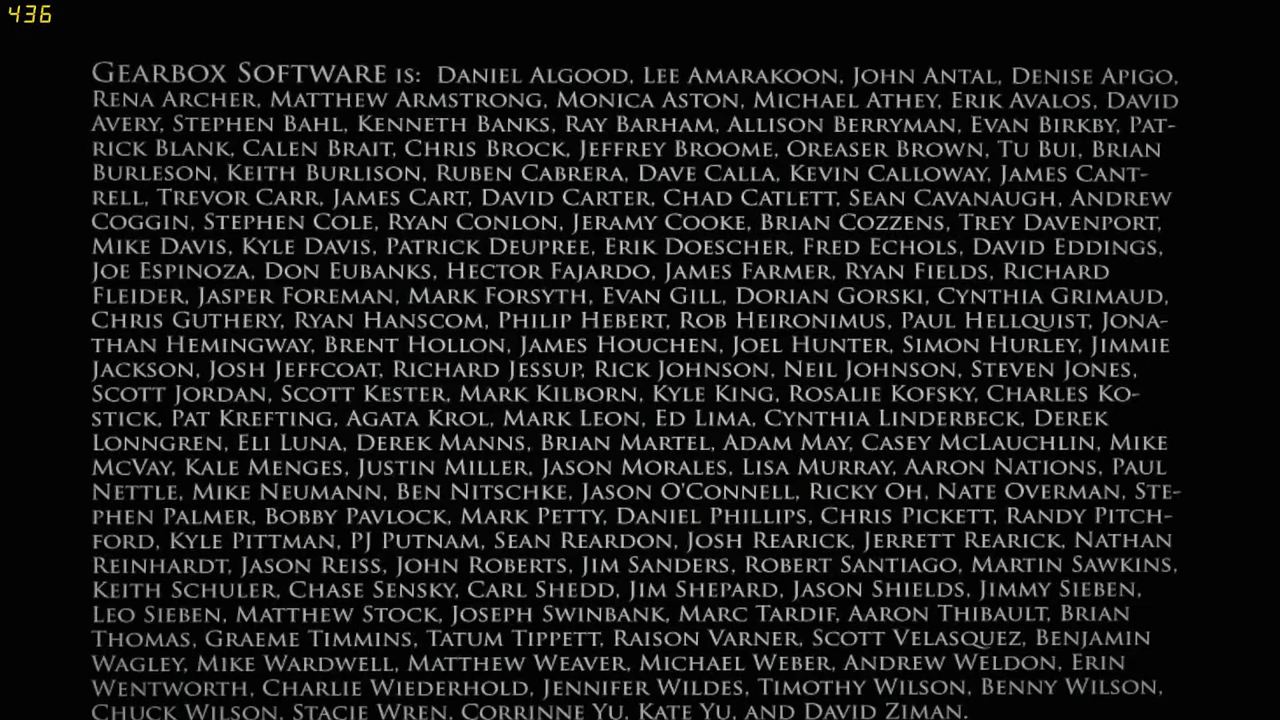 436
Gearbox Software is: Daniel Algood, Lee Amarakoon, John Antal, Denise Apigo,
Rena Archer, Matthew Armstrong, Monica Aston, Michael Athey, Erik Avalos, David
Avery, Stephen Bahl, Kenneth Banks, Ray Barham, Allison Berryman, Evan Birkby, Pat-
rick Blank, Calen Brait, Chris Brock, Jeffrey Broome, Oreaser Brown, Tu Bui, Brian
Burleson, Keith Burlison, Ruben Cabrera, Dave Calla, Kevin Calloway, James Cant-
rell, Trevor Carr, James Cart, David Carter, Chad Catlett, Sean Cavanaugh, Andrew
Coggin, Stephen Cole, Ryan Conlon, Jeramy Cooke, Brian Cozzens, Trey Davenport,
Mike Davis, Kyle Davis, Patrick Deupree, Erik Doescher, Fred Echols, David Eddings,
Joe Espinoza, Don Eubanks, Hector Fajardo, James Farmer, Ryan Fields, Richard
Fleider, Jasper Foreman, Mark Forsyth, Evan Gill, Dorian Gorski, Cynthia Grimaud,
Chris Guthery, Ryan Hanscom, Philip Hebert, Rob Heironimus, Paul Hellquist, Jona-
than Hemingway, Brent Hollon, James Houchen, Joel Hunter, Simon Hurley, Jimmie
Jackson, Josh Jeffcoat, Richard Jessup, Rick Johnson, Neil Johnson, Steven Jones,
Scott Jordan, Scott Kester, Mark Kilborn, Kyle King, Rosalie Kofsky, Charles Ko-
stick, Pat Krefting, Agata Krol, Mark Leon, Ed Lima, Cynthia Linderbeck, Derek
Lonngren, Eli Luna, Derek Manns, Brian Martel, Adam May, Casey McLauchlin, Mike
McVay, Kale Menges, Justin Miller, Jason Morales, Lisa Murray, Aaron Nations, Paul
Nettle, Mike Neumann, Ben Nitschke, Jason O'Connell, Ricky Oh, Nate Overman, Ste-
phen Palmer, Bobby Pavlock, Mark Petty, Daniel Phillips, Chris Pickett, Randy Pitch-
ford, Kyle Pittman, PJ Putnam, Sean Reardon, Josh Rearick, Jerrett Rearick, Nathan
Reinhardt, Jason Reiss, John Roberts, Jim Sanders, Robert Santiago, Martin Sawkins,
Keith Schuler, Chase Sensky, Carl Shedd, Jim Shepard, Jason Shields, Jimmy Sieben,
Leo Sieben, Matthew Stock, Joseph Swinbank, Marc Tardif, Aaron Thibault, Brian
Thomas, Graeme Timmins, Tatum Tippett, Raison Varner, Scott Velasquez, Benjamin
Wagley, Mike Wardwell, Matthew Weaver, Michael Weber, Andrew Weldon, Erin
Wentworth, Charlie Wiederhold, Jennifer Wildes, Timothy Wilson, Benny Wilson,
Chuck Wilson, Stacie Wren, Corrinne Yu, Kate Yu, and David Ziman.